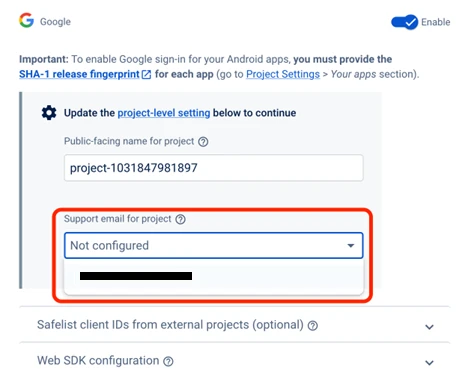 Google
Enable
Important: To enable Google sign-in for your Android apps, you must provide the
SHA-1 release fingerprint for each app (go to Project Settings > Your apps section).
Update the project-level setting below to continue
Public-facing name for project
project-1031847981897
Support email for project
Not configured
Safelist client IDs from external projects (optional)
Web SDK configuration